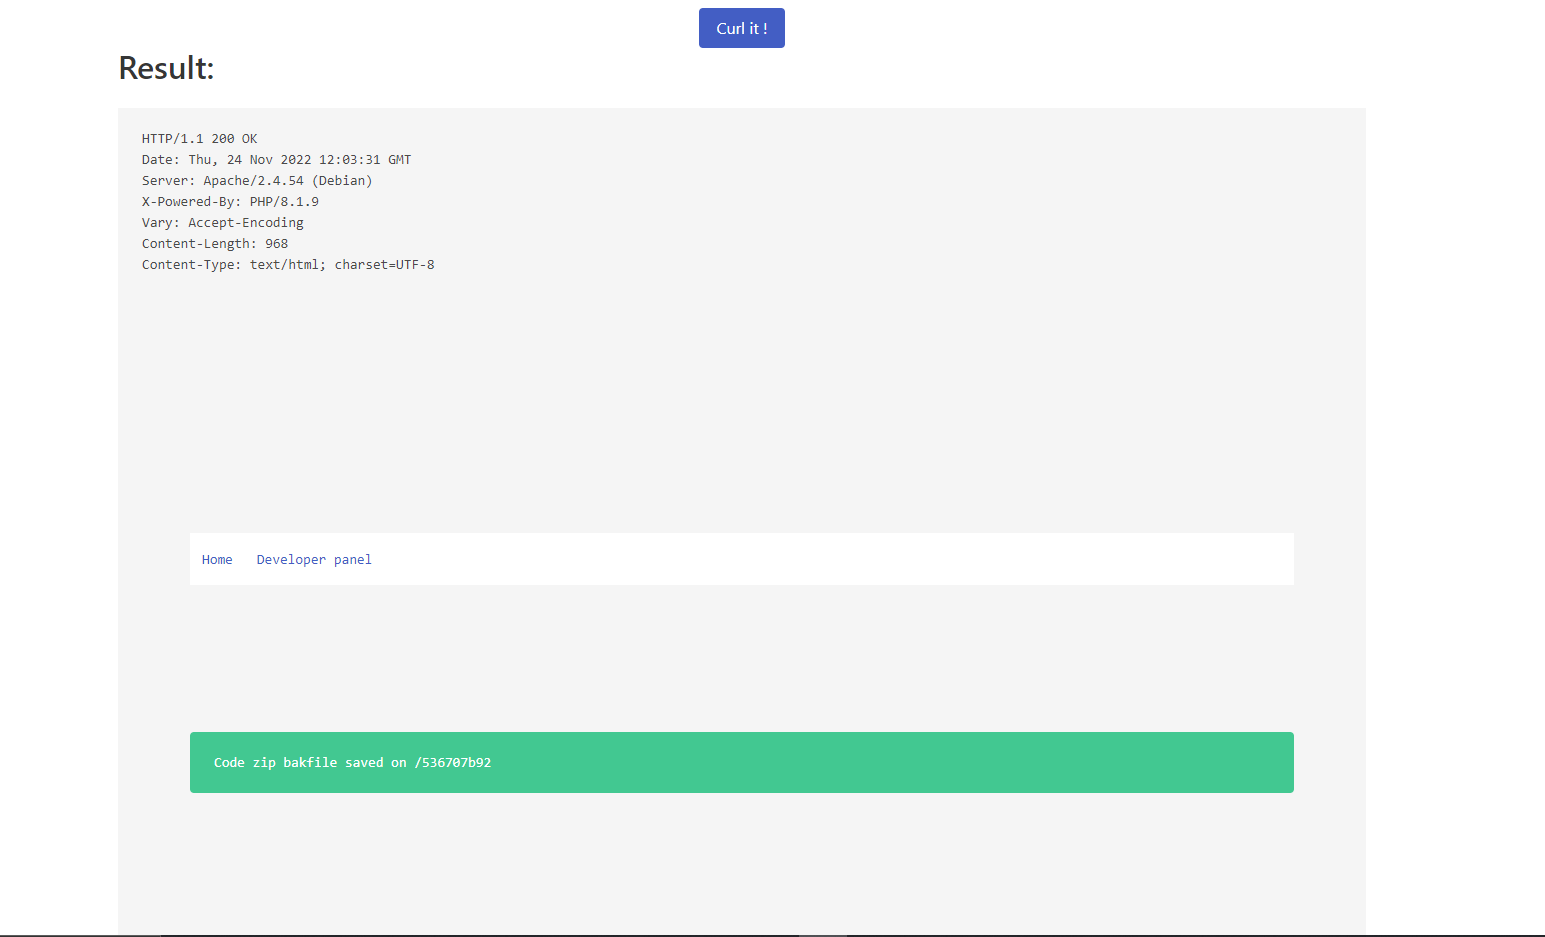 Curl it !
Result:
HTTP/1.1 200 OK
Date: Thu, 24 Nov 2022 12:03:31 GMT
Server: Apache/2.4.54 (Debian)
X-Powered-By: PHP/8.1.9
Vary: Accept-Encoding
Content-Length: 968
Content-Type: text/html; charset=UTF-8
Home Developer panel
Code zip bakfile saved on /536707b92